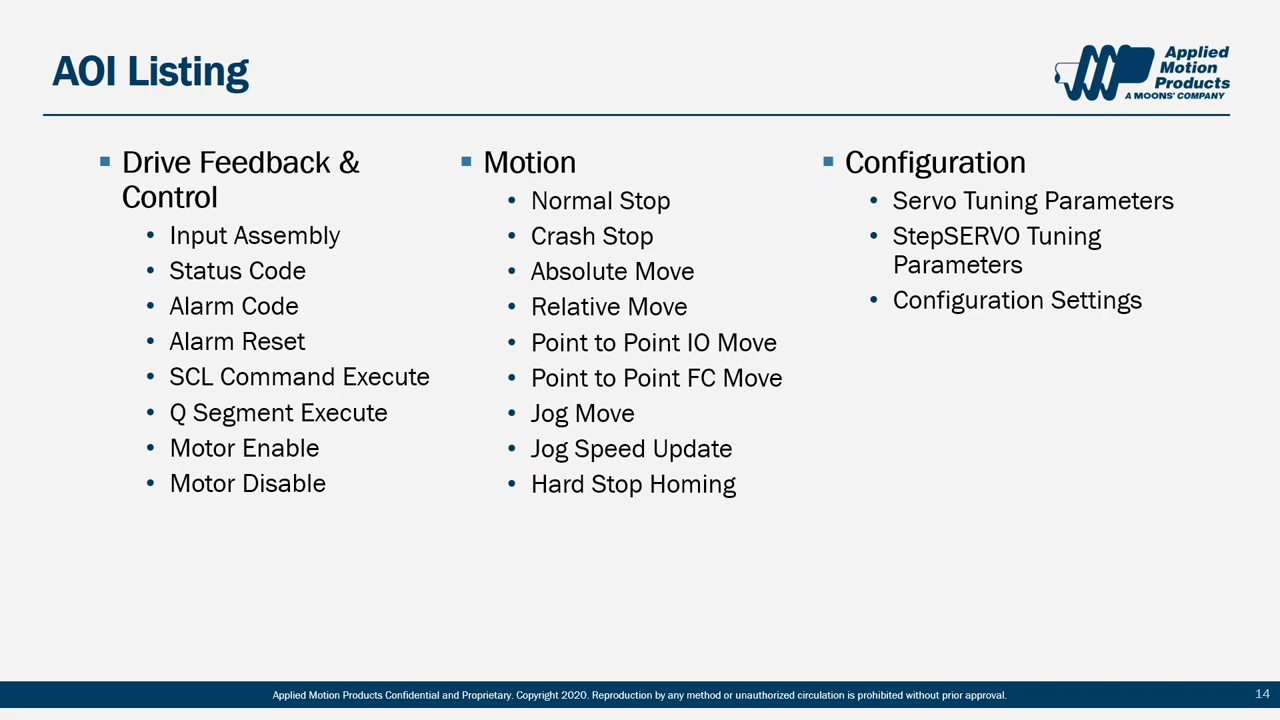 AOI Listing
Applied
Motion
Products
A MOONS' COMPANY
Drive Feedback &
Control
Input Assembly
Status Code
Alarm Code
Alarm Reset
SCL Command Execute
Q Segment Execute
Motor Enable
Motor Disable
Motion
Normal Stop
Crash Stop
Absolute Move
Relative Move
Point to Point IO Move
Point to Point FC Move
Jog Move
Jog Speed Update
Hard Stop Homing
Configuration
Servo Tuning Parameters
StepSERVO Tuning
Parameters
Configuration Settings
Applied Motion Products Confidential and Proprietary. Copyright 2020. Reproduction by any method or unauthorized circulation is prohibited without prior approval.
14